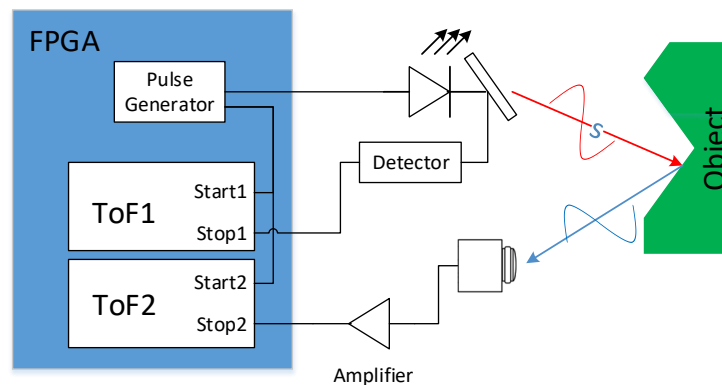 FPGA
Pulse
Generator
Detector
S
Object
ToF1
Start1
Stop1
ToF2
Start2
Stop2
Amplifier